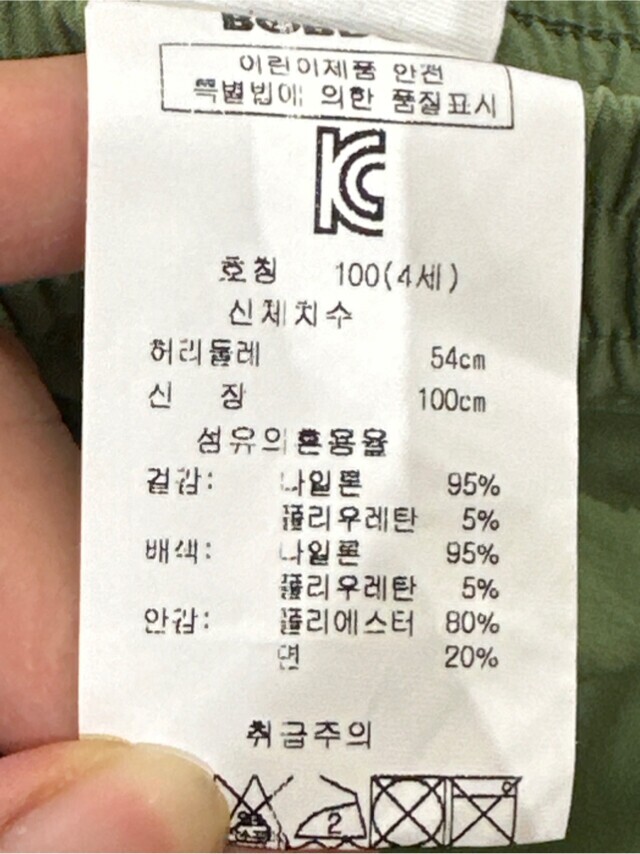 어린이제품 안전
특별법에 의한 품질표시
KC
호칭 100(4세)
신체치수
허리둘레 54cm
신 장 100cm
섬유의혼용율
겉감: 나일론 95%
폴리우레탄 5%
배색: 나일론 95%
폴리우레탄 5%
안감: 폴리에스터 80%
면 20%
취급주의
2